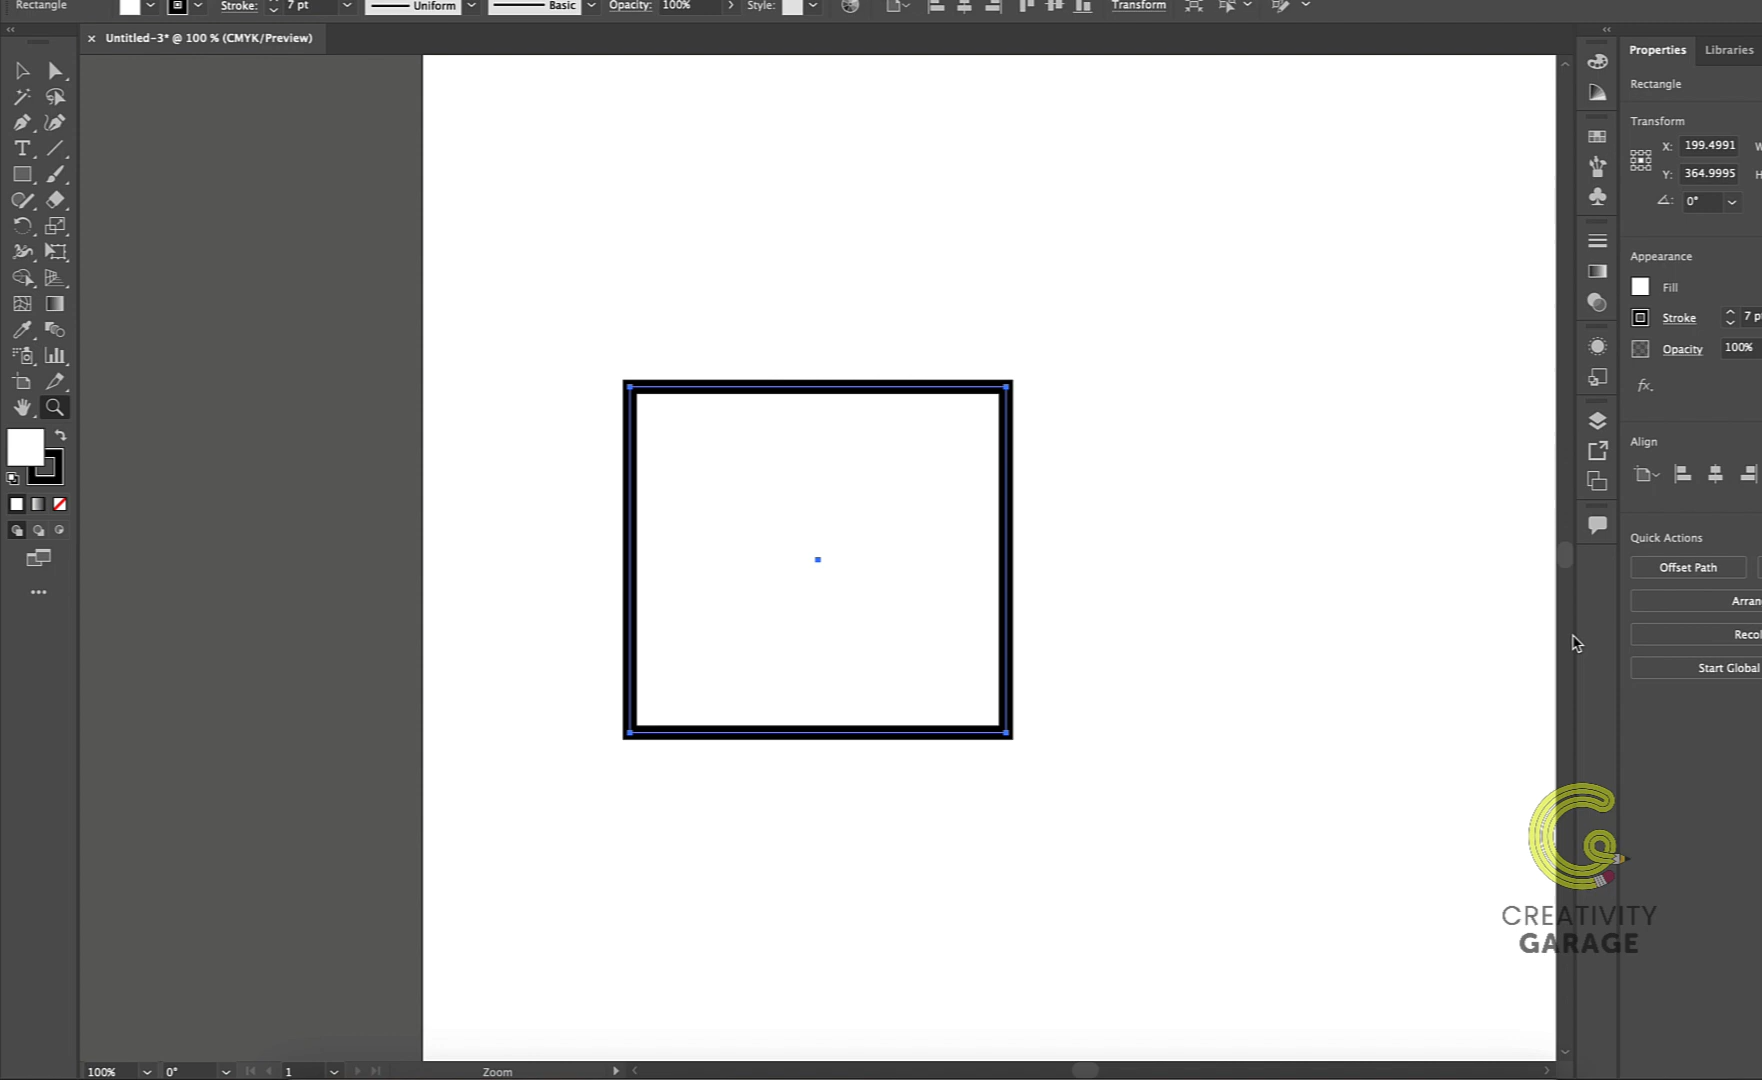 Rectangle Stroke: 7 pt Uniform Basic Opacity: 100% Style: Transform
× Untitled-3* @ 100 % (CMYK/Preview)
Properties Libraries
Rectangle
Transform
X: 199.4991
Y: 364.9995
0°
Appearance
Fill
Stroke 7 p
Opacity 100%
fx.
Align
Quick Actions
Offset Path
Arran
Recol
Start Global
CREATIVITY
GARAGE
100% 0° 1 Zoom